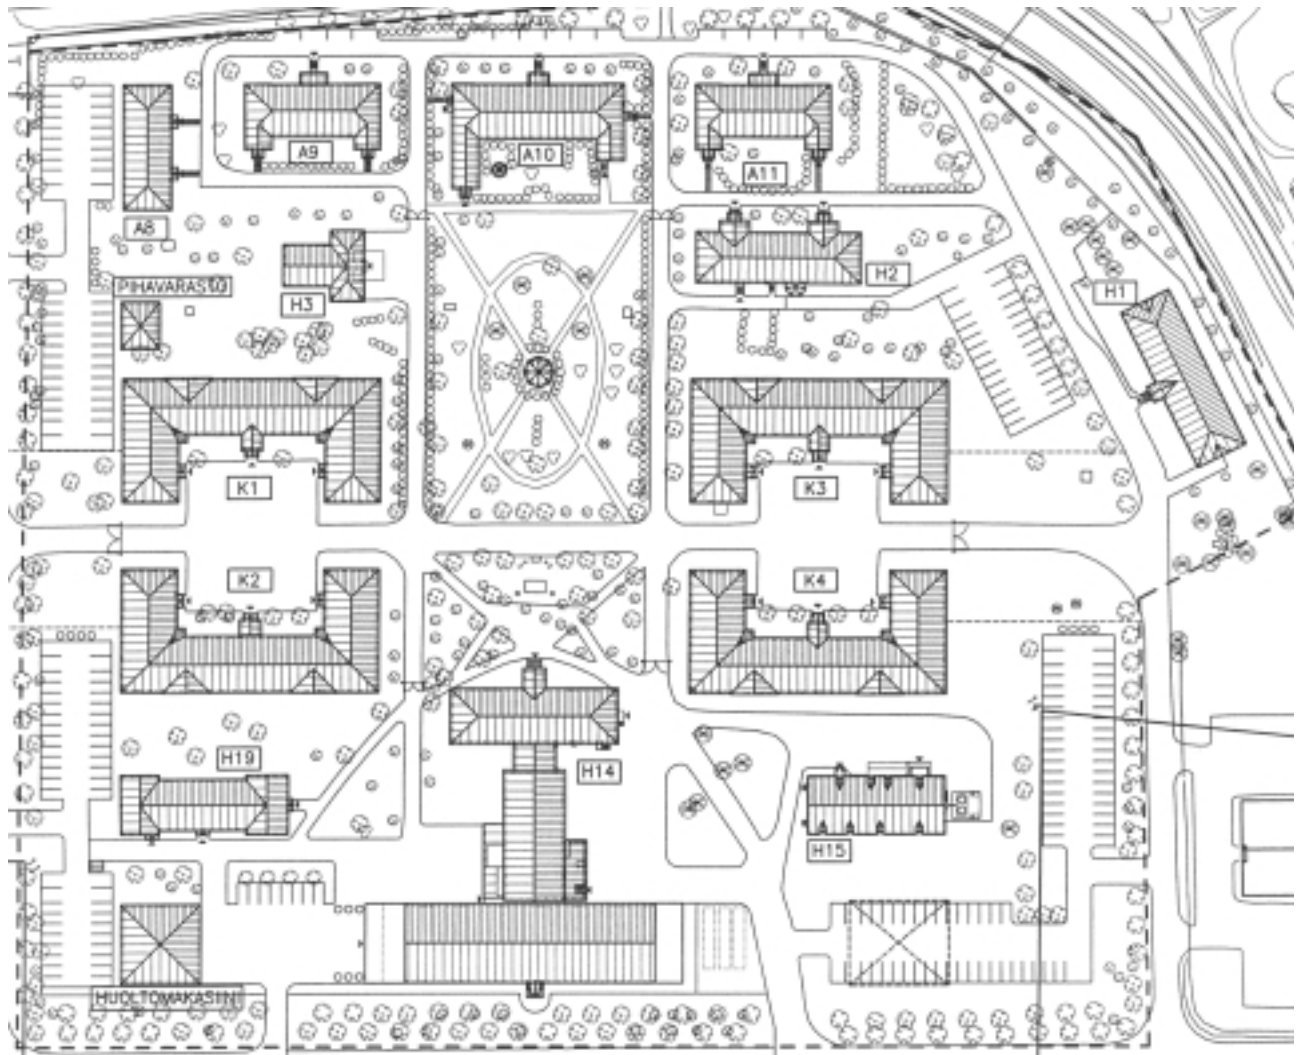 A9
A10
A11
A8
H3
H2
H1
PIHAVARASTO
K1
K3
K2
K4
H19
H14
H15
HUOLTOMAKASIINI